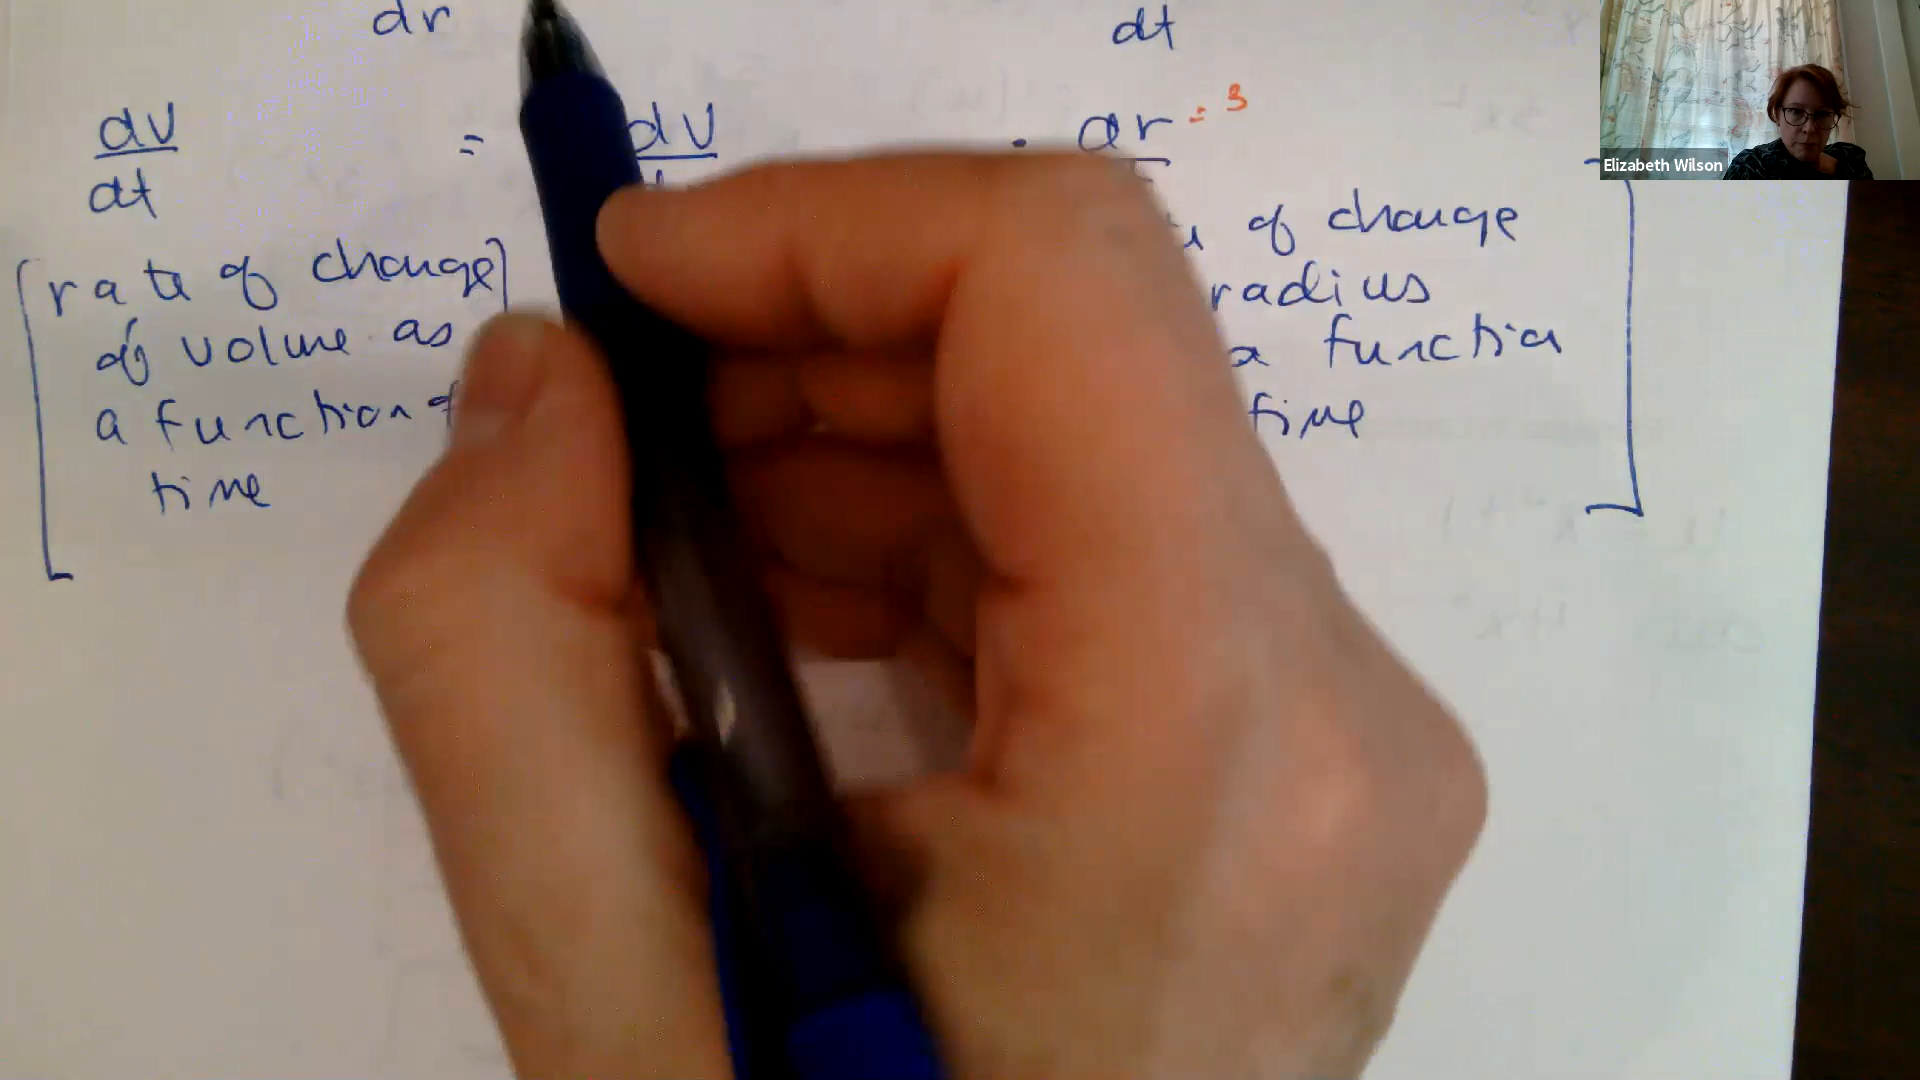 dr
dt
dv = dv · dr = 3
dt
rate of change
of volume as
a function of
time
of change
radius
a function
time
Elizabeth Wilson